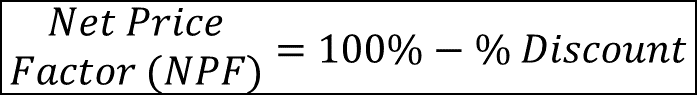 Net Price
Factor (NPF) = 100% − % Discount